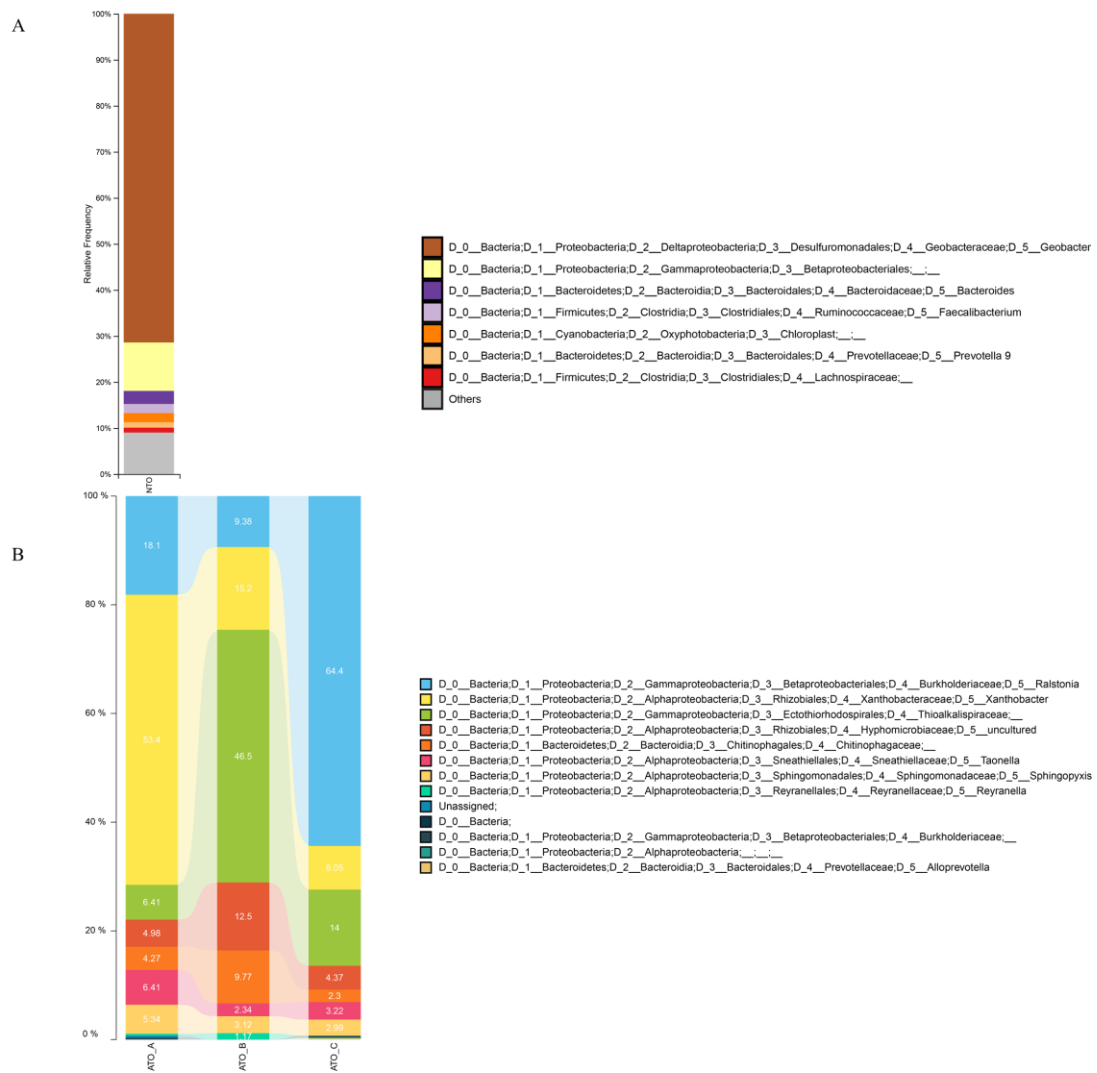 A
100%
90%
80%
70%
60%
50%
40%
30%
20%
10%
0%
Relative Frequency
NTO
D_0__Bacteria;D_1__Proteobacteria;D_2__Deltaproteobacteria;D_3__Desulfuromonadales;D_4__Geobacteraceae;D_5__Geobacter
D_0__Bacteria;D_1__Proteobacteria;D_2__Gammaproteobacteria;D_3__Betaproteobacteriales;__;__
D_0__Bacteria;D_1__Bacteroidetes;D_2__Bacteroidia;D_3__Bacteroidales;D_4__Bacteroidaceae;D_5__Bacteroides
D_0__Bacteria;D_1__Firmicutes;D_2__Clostridia;D_3__Clostridiales;D_4__Ruminococcaceae;D_5__Faecalibacterium
D_0__Bacteria;D_1__Cyanobacteria;D_2__Oxyphotobacteria;D_3__Chloroplast;__;__
D_0__Bacteria;D_1__Bacteroidetes;D_2__Bacteroidia;D_3__Bacteroidales;D_4__Prevotellaceae;D_5__Prevotella 9
D_0__Bacteria;D_1__Firmicutes;D_2__Clostridia;D_3__Clostridiales;D_4__Lachnospiraceae;__
Others
B
100 %
80 %
60 %
40 %
20 %
0 %
18.1
53.4
6.41
4.98
4.27
6.41
5.34
ATO_A
9.38
15.2
46.5
12.5
9.77
2.34
3.12
1.17
ATO_B
64.4
8.05
14
4.37
2.3
3.22
2.99
ATO_C
D_0__Bacteria;D_1__Proteobacteria;D_2__Gammaproteobacteria;D_3__Betaproteobacteriales;D_4__Burkholderiaceae;D_5__Ralstonia
D_0__Bacteria;D_1__Proteobacteria;D_2__Alphaproteobacteria;D_3__Rhizobiales;D_4__Xanthobacteraceae;D_5__Xanthobacter
D_0__Bacteria;D_1__Proteobacteria;D_2__Gammaproteobacteria;D_3__Ectothiorhodospirales;D_4__Thioalkalispiraceae;__
D_0__Bacteria;D_1__Proteobacteria;D_2__Alphaproteobacteria;D_3__Rhizobiales;D_4__Hyphomicrobiaceae;D_5__uncultured
D_0__Bacteria;D_1__Bacteroidetes;D_2__Bacteroidia;D_3__Chitinophagales;D_4__Chitinophagaceae;__
D_0__Bacteria;D_1__Proteobacteria;D_2__Alphaproteobacteria;D_3__Sneathiellales;D_4__Sneathiellaceae;D_5__Taonella
D_0__Bacteria;D_1__Proteobacteria;D_2__Alphaproteobacteria;D_3__Sphingomonadales;D_4__Sphingomonadaceae;D_5__Sphingopyxis
D_0__Bacteria;D_1__Proteobacteria;D_2__Alphaproteobacteria;D_3__Reyranellales;D_4__Reyranellaceae;D_5__Reyranella
Unassigned;
D_0__Bacteria;
D_0__Bacteria;D_1__Proteobacteria;D_2__Gammaproteobacteria;D_3__Betaproteobacteriales;D_4__Burkholderiaceae;__
D_0__Bacteria;D_1__Proteobacteria;D_2__Alphaproteobacteria;__;__;__
D_0__Bacteria;D_1__Bacteroidetes;D_2__Bacteroidia;D_3__Bacteroidales;D_4__Prevotellaceae;D_5__Alloprevotella